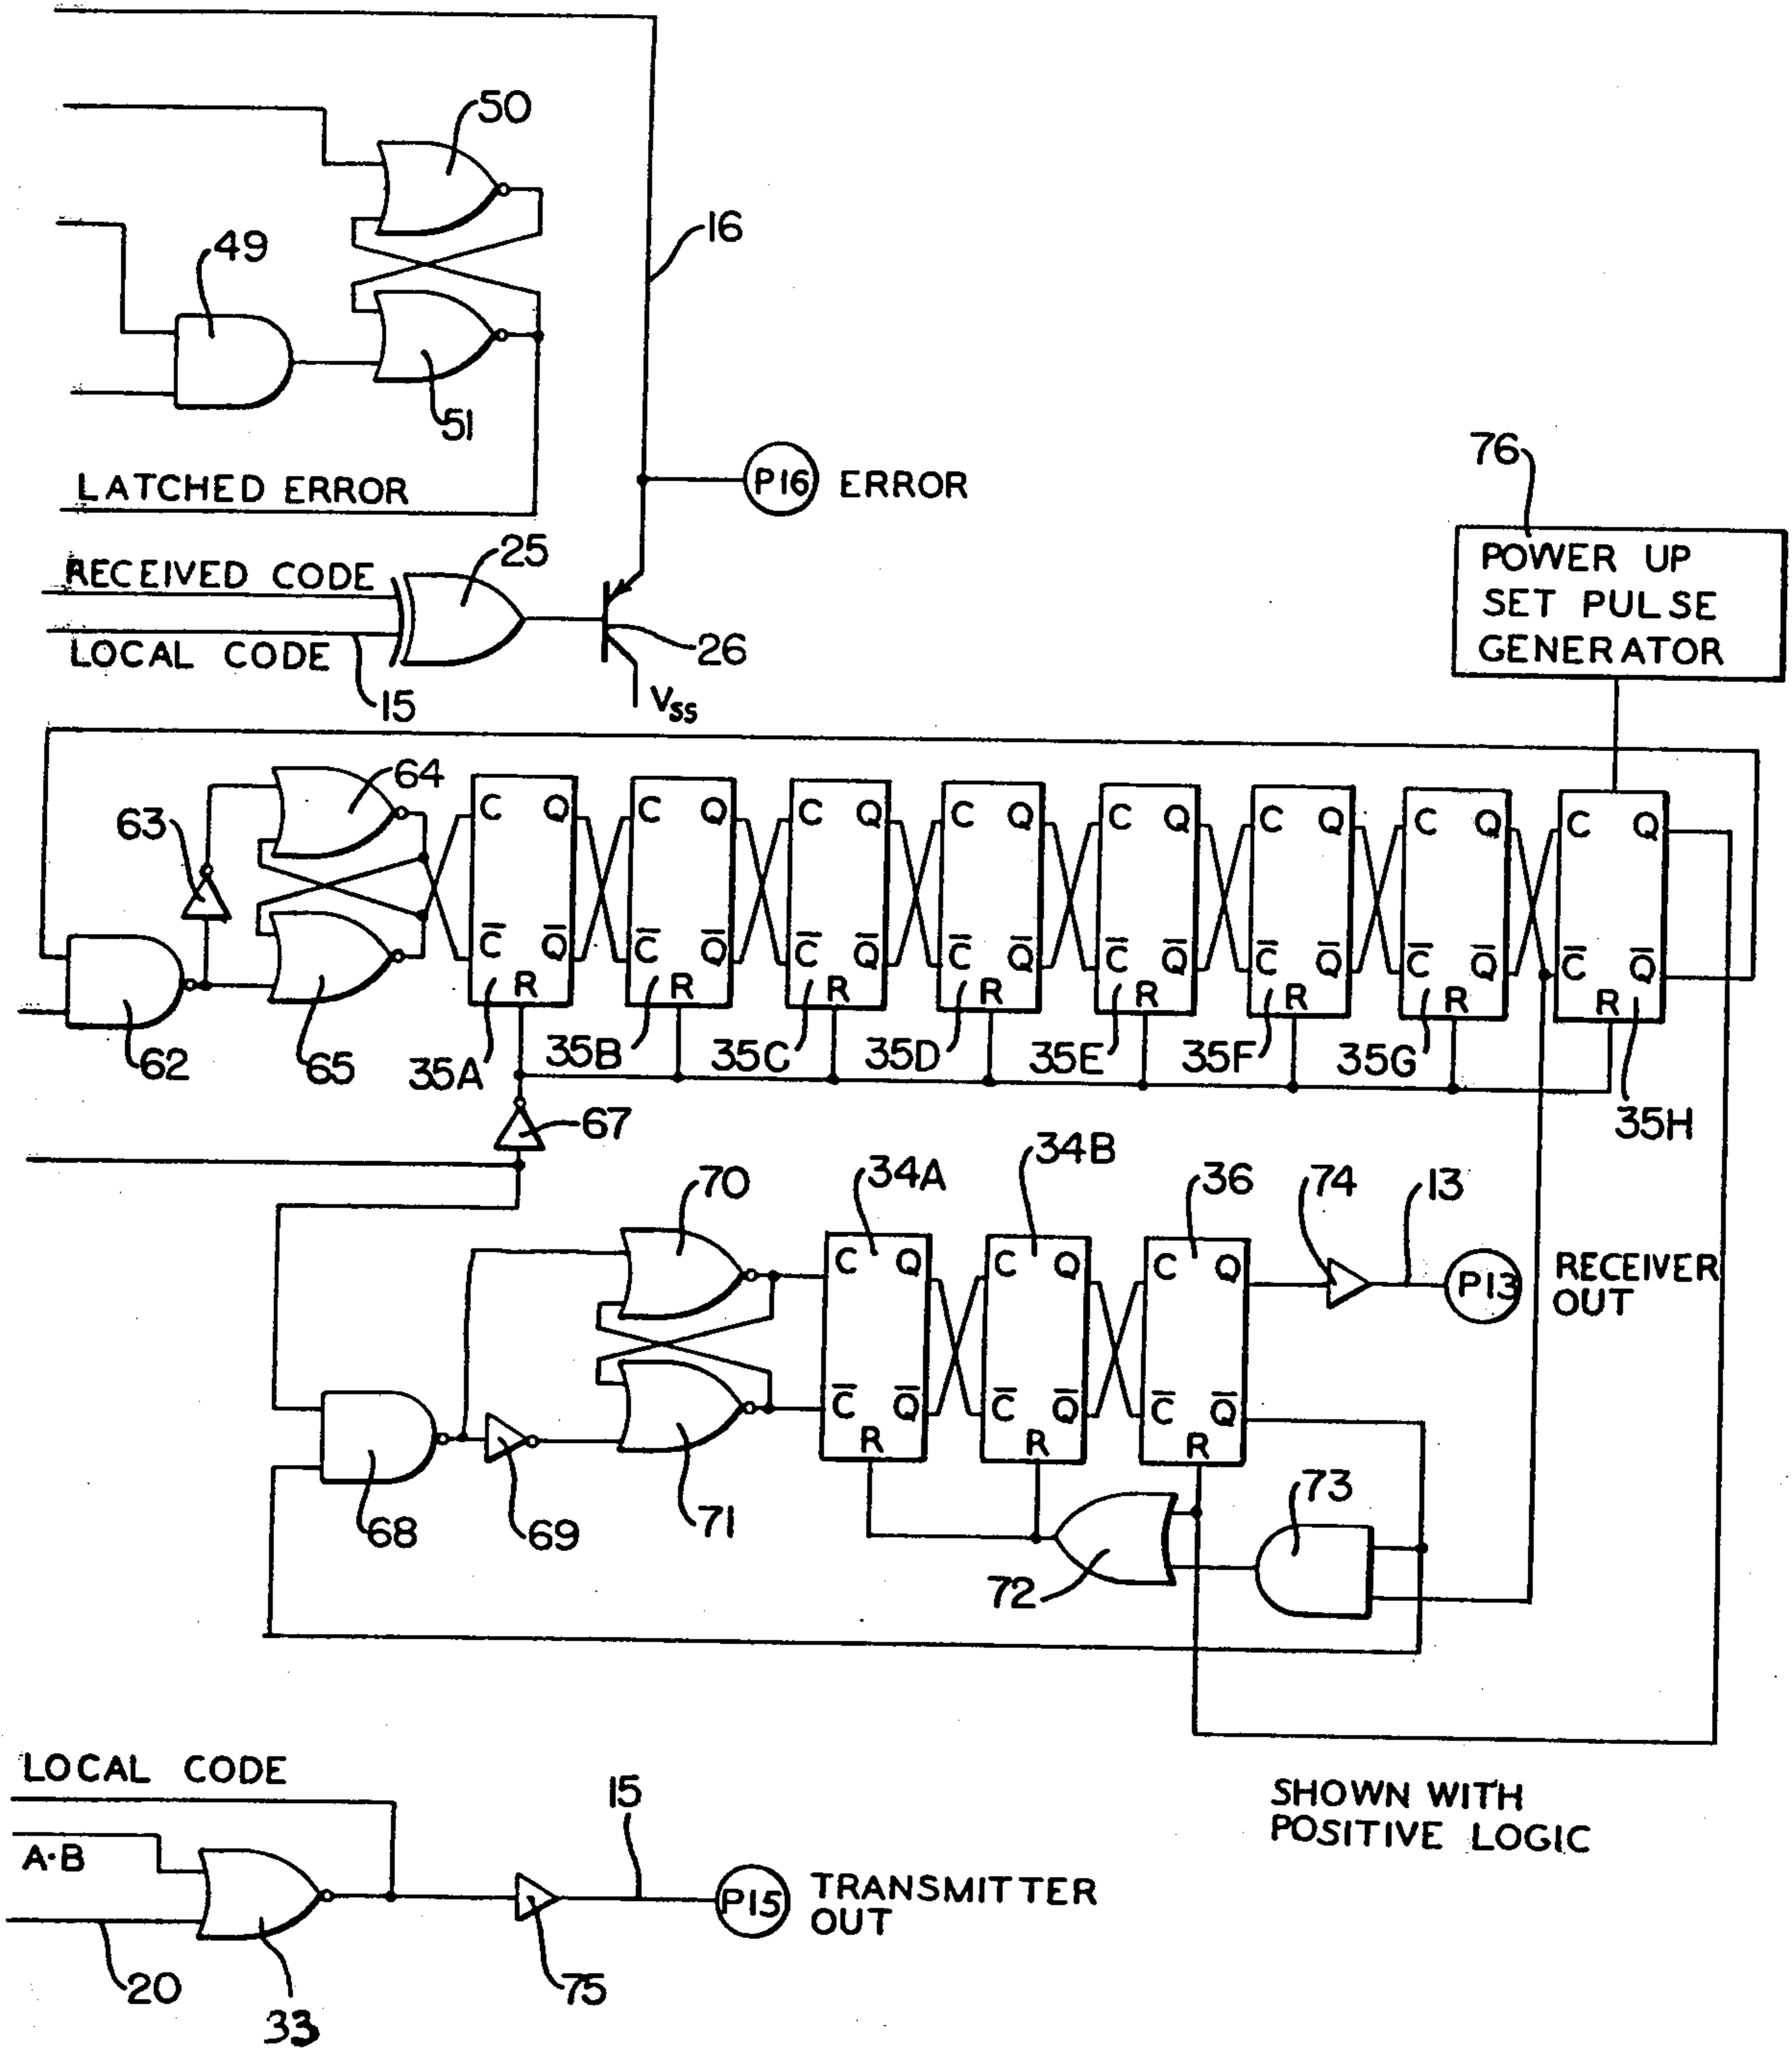 50
16
49
51
LATCHED ERROR
P16 ERROR
76
POWER UP
SET PULSE
GENERATOR
RECEIVED CODE
25
LOCAL CODE
26
15
VSS
64
63
C Q C Q C Q C Q C Q C Q C Q C Q
C̅ Q̅ C̅ Q̅ C̅ Q̅ C̅ Q̅ C̅ Q̅ C̅ Q̅ C̅ Q̅ C̅ Q̅
R R R R R R R R
62 65 35A 35B 35C 35D 35E 35F 35G 35H
67
70 34A 34B 36 74 13
C Q C Q C Q
P13 RECEIVER
OUT
C̅ Q̅ C̅ Q̅ C̅ Q̅
R R R
68 69 71 72 73
LOCAL CODE
A·B
15
SHOWN WITH
POSITIVE LOGIC
P15 TRANSMITTER
OUT
20 33 75